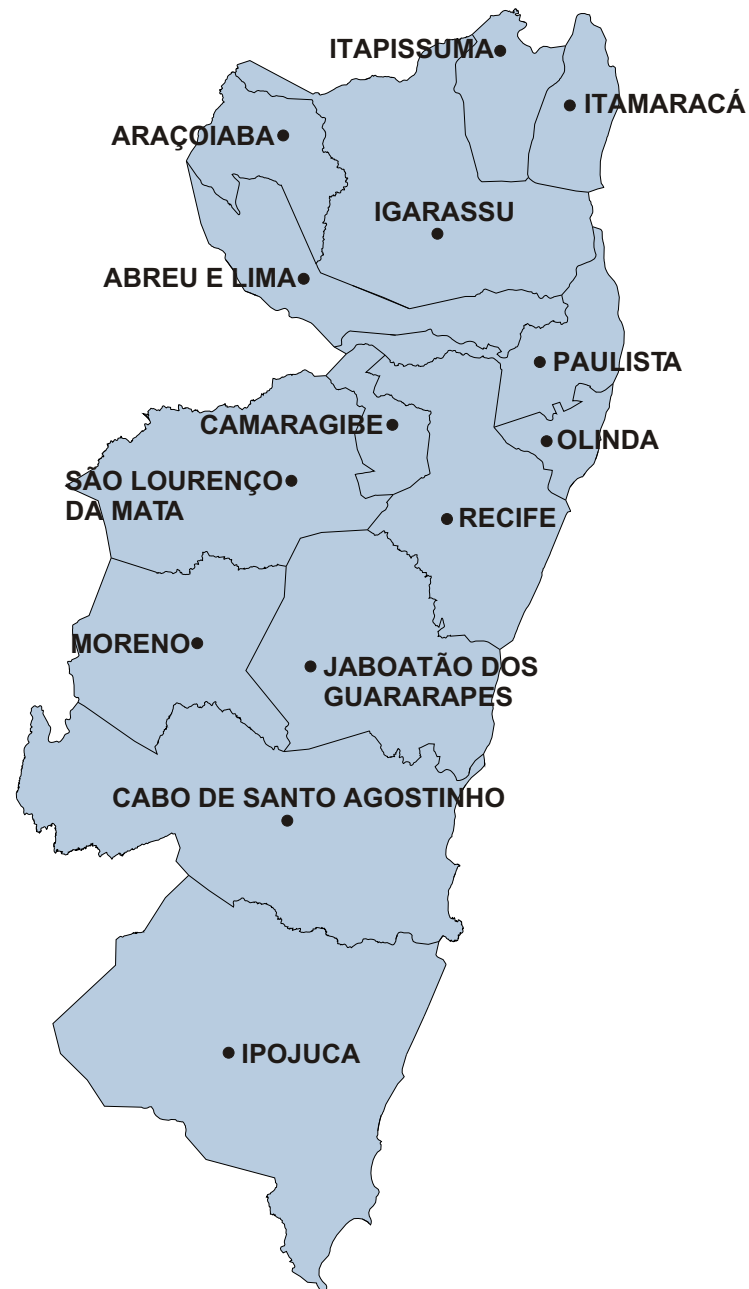 ITAPISSUMA
ITAMARACÁ
ARAÇOIABA
IGARASSU
ABREU E LIMA
PAULISTA
CAMARAGIBE
OLINDA
SÃO LOURENÇO
DA MATA
RECIFE
MORENO
JABOATÃO DOS
GUARARAPES
CABO DE SANTO AGOSTINHO
IPOJUCA